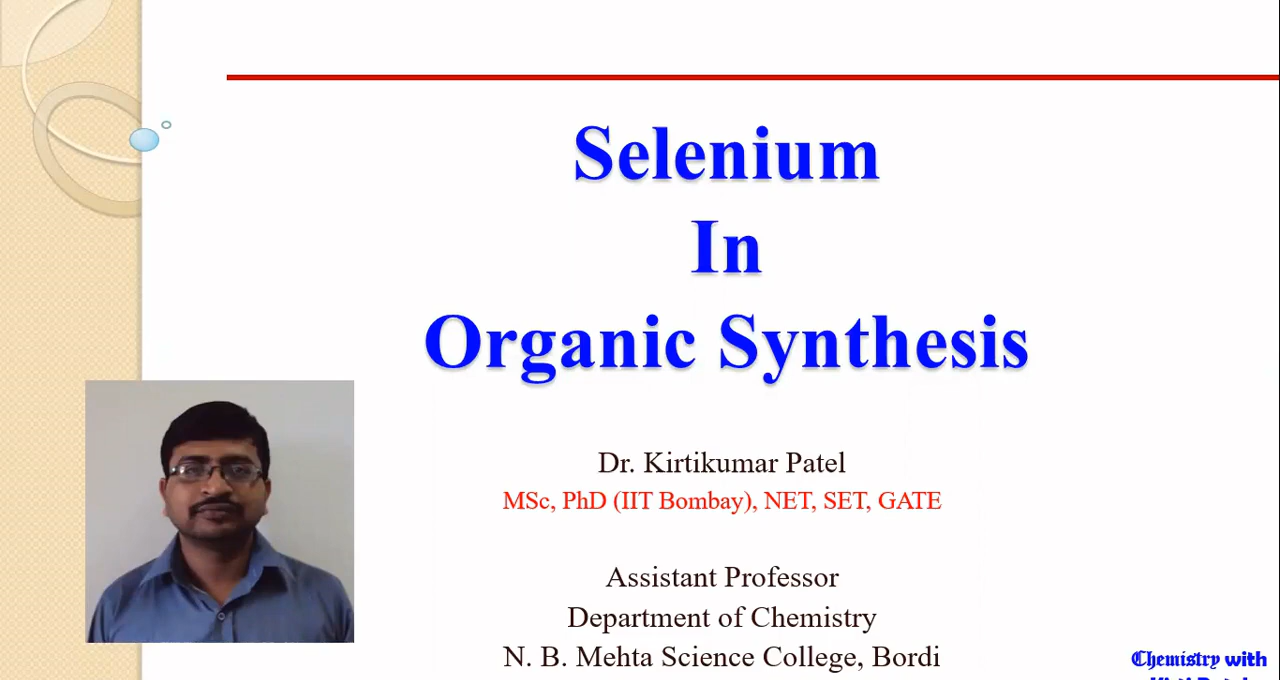 Selenium
In
Organic Synthesis
Dr. Kirtikumar Patel
MSc, PhD (IIT Bombay), NET, SET, GATE
Assistant Professor
Department of Chemistry
N. B. Mehta Science College, Bordi
Chemistry with